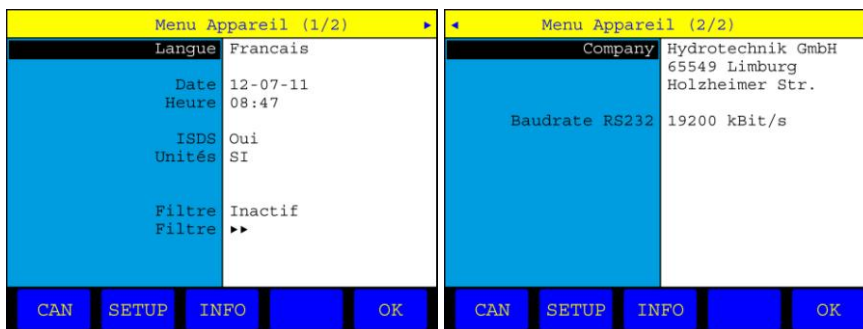 Menu Appareil (1/2) ►
Langue Francais
Date 12-07-11
Heure 08:47
ISDS Oui
Unités SI
Filtre Inactif
Filtre ►►
CAN SETUP INFO OK
◄ Menu Appareil (2/2)
Company Hydrotechnik GmbH
65549 Limburg
Holzheimer Str.
Baudrate RS232 19200 kBit/s
CAN SETUP INFO OK